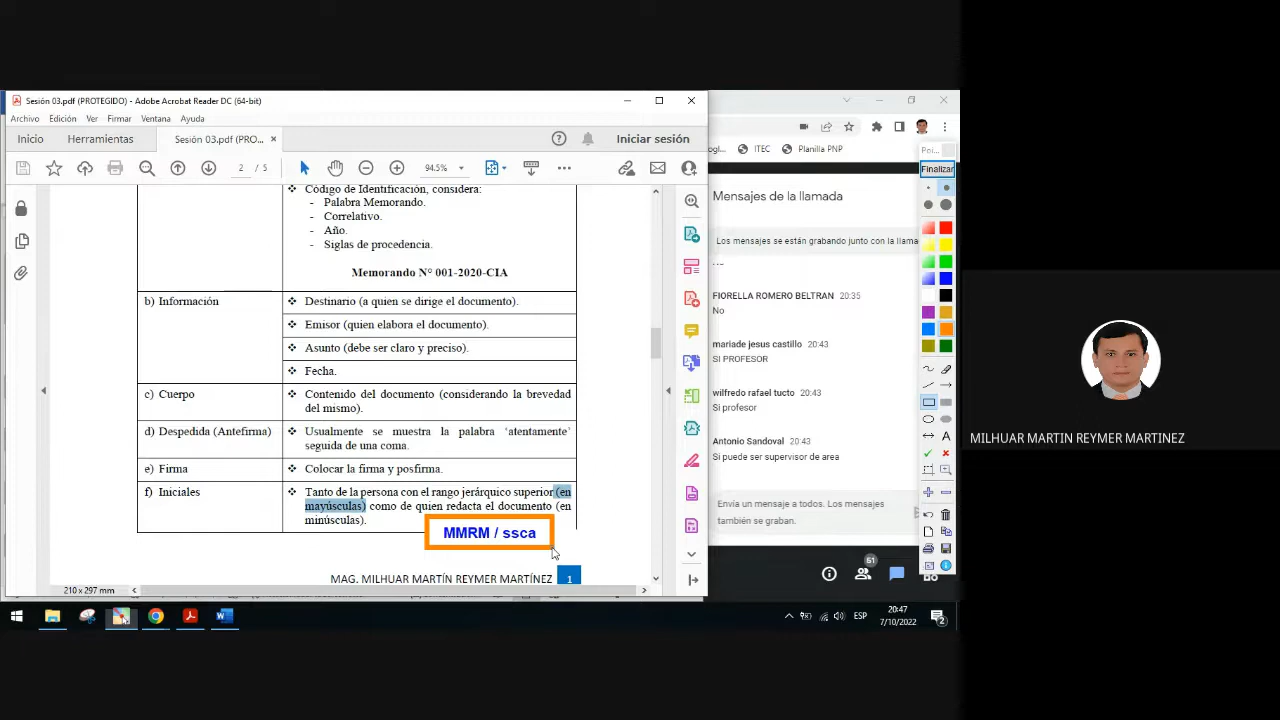 Sesión 03.pdf (PROTEGIDO) - Adobe Acrobat Reader DC (64-bit)
Archivo Edición Ver Firmar Ventana Ayuda
Inicio Herramientas Sesión 03.pdf (PRO... × Iniciar sesión
2 / 5 94.5%
❖ Código de Identificación, considera:
- Palabra Memorando.
- Correlativo.
- Año.
- Siglas de procedencia.
Memorando N° 001-2020-CIA
b) Información ❖ Destinario (a quien se dirige el documento).
❖ Emisor (quien elabora el documento).
❖ Asunto (debe ser claro y preciso).
❖ Fecha.
c) Cuerpo ❖ Contenido del documento (considerando la brevedad
del mismo).
d) Despedida (Antefirma) ❖ Usualmente se muestra la palabra ‘atentamente’
seguida de una coma.
e) Firma ❖ Colocar la firma y posfirma.
f) Iniciales ❖ Tanto de la persona con el rango jerárquico superior (en
mayúsculas) como de quien redacta el documento (en
minúsculas).
MMRM / ssca
MAG. MILHUAR MARTÍN REYMER MARTÍNEZ 1
210 x 297 mm
ITEC Planilla PNP
Finalizar
Mensajes de la llamada
Los mensajes se están grabando junto con la llama
FIORELLA ROMERO BELTRAN 20:35
No
mariade jesus castillo 20:43
SI PROFESOR
wilfredo rafael tucto 20:43
Si profesor
Antonio Sandoval 20:43
Si puede ser supervisor de area
Envía un mensaje a todos. Los mensajes
también se graban.
61
MILHUAR MARTIN REYMER MARTINEZ
ESP
20:47
7/10/2022
2